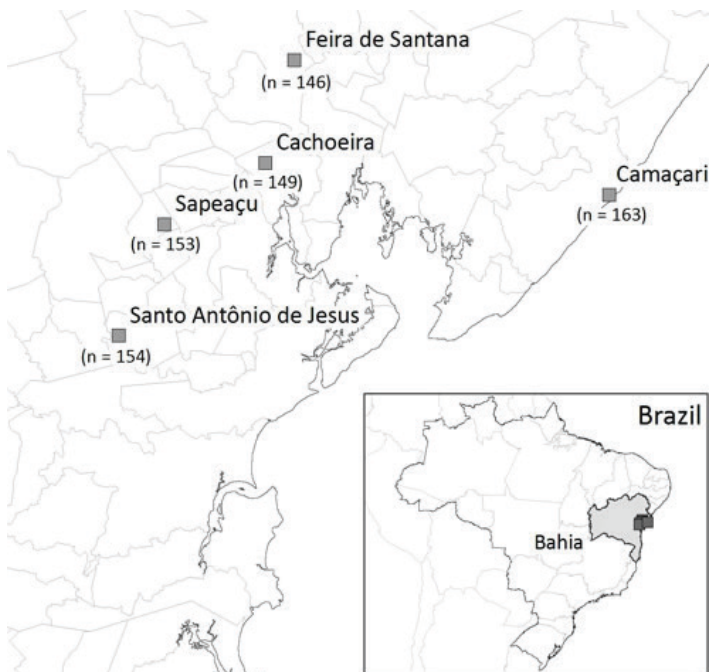 Feira de Santana
(n = 146)
Cachoeira
(n = 149)
Camaçari
(n = 163)
Sapeaçu
(n = 153)
Santo Antônio de Jesus
(n = 154)
Brazil
Bahia